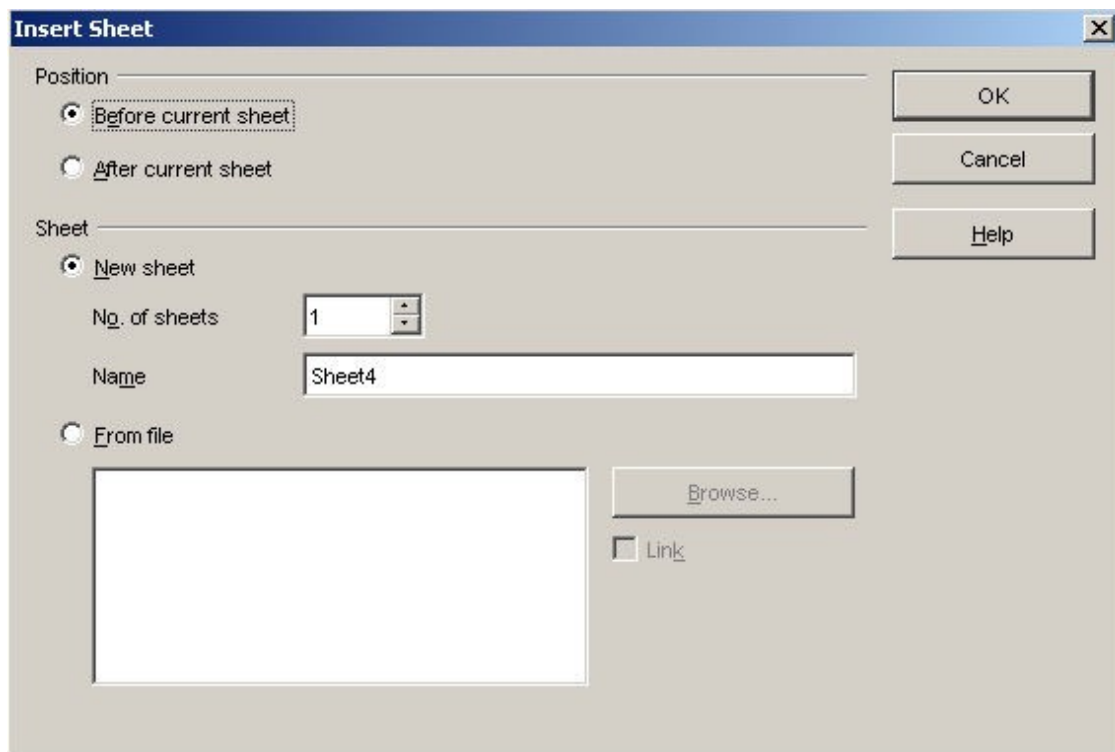 Insert Sheet
Position
Before current sheet
After current sheet
OK
Cancel
Help
Sheet
New sheet
No. of sheets
1
Name
Sheet4
From file
Browse...
Link